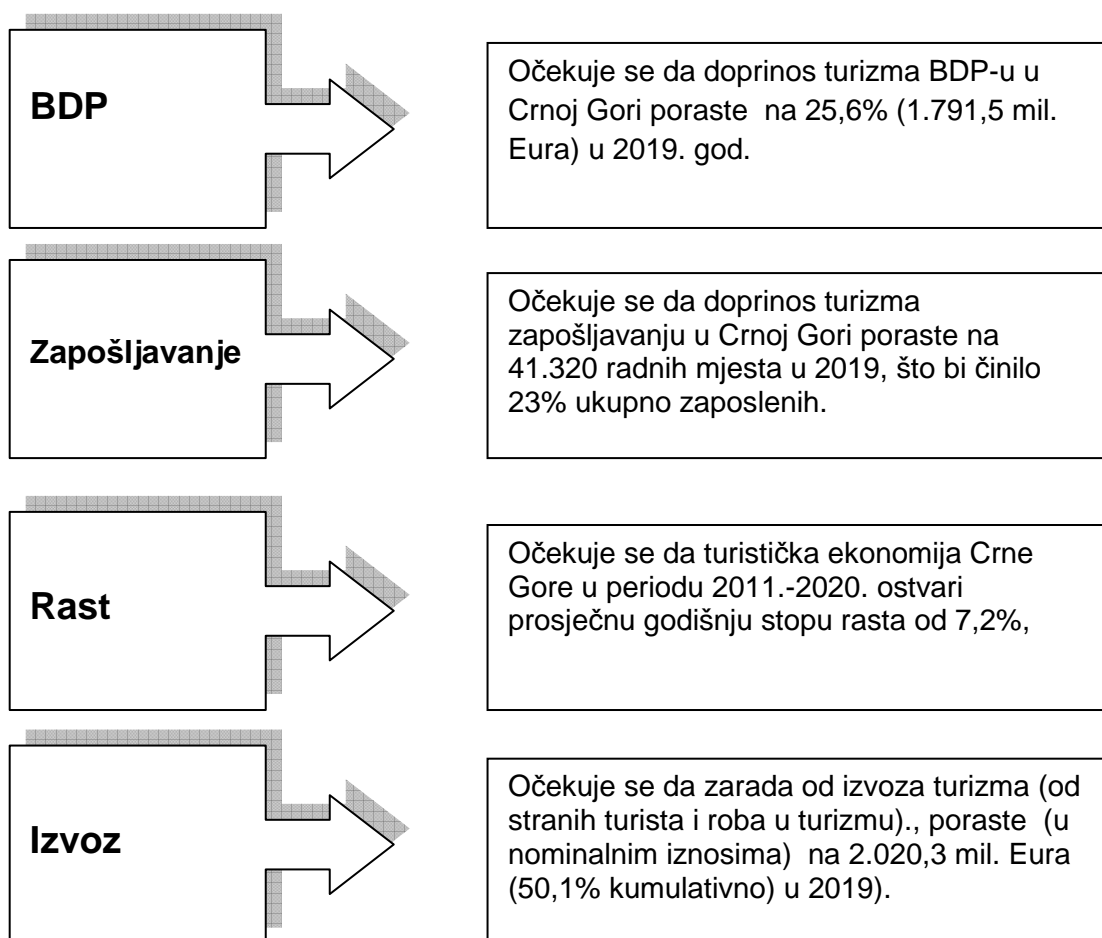 BDP
Očekuje se da doprinos turizma BDP-u u
Crnoj Gori poraste  na 25,6% (1.791,5 mil.
Eura) u 2019. god.
Zapošljavanje
Očekuje se da doprinos turizma
zapošljavanju u Crnoj Gori poraste na
41.320 radnih mjesta u 2019, što bi činilo
23% ukupno zaposlenih.
Rast
Očekuje se da turistička ekonomija Crne
Gore u periodu 2011.-2020. ostvari
prosječnu godišnju stopu rasta od 7,2%,
Izvoz
Očekuje se da zarada od izvoza turizma (od
stranih turista i roba u turizmu)., poraste  (u
nominalnim iznosima)  na 2.020,3 mil. Eura
(50,1% kumulativno) u 2019).